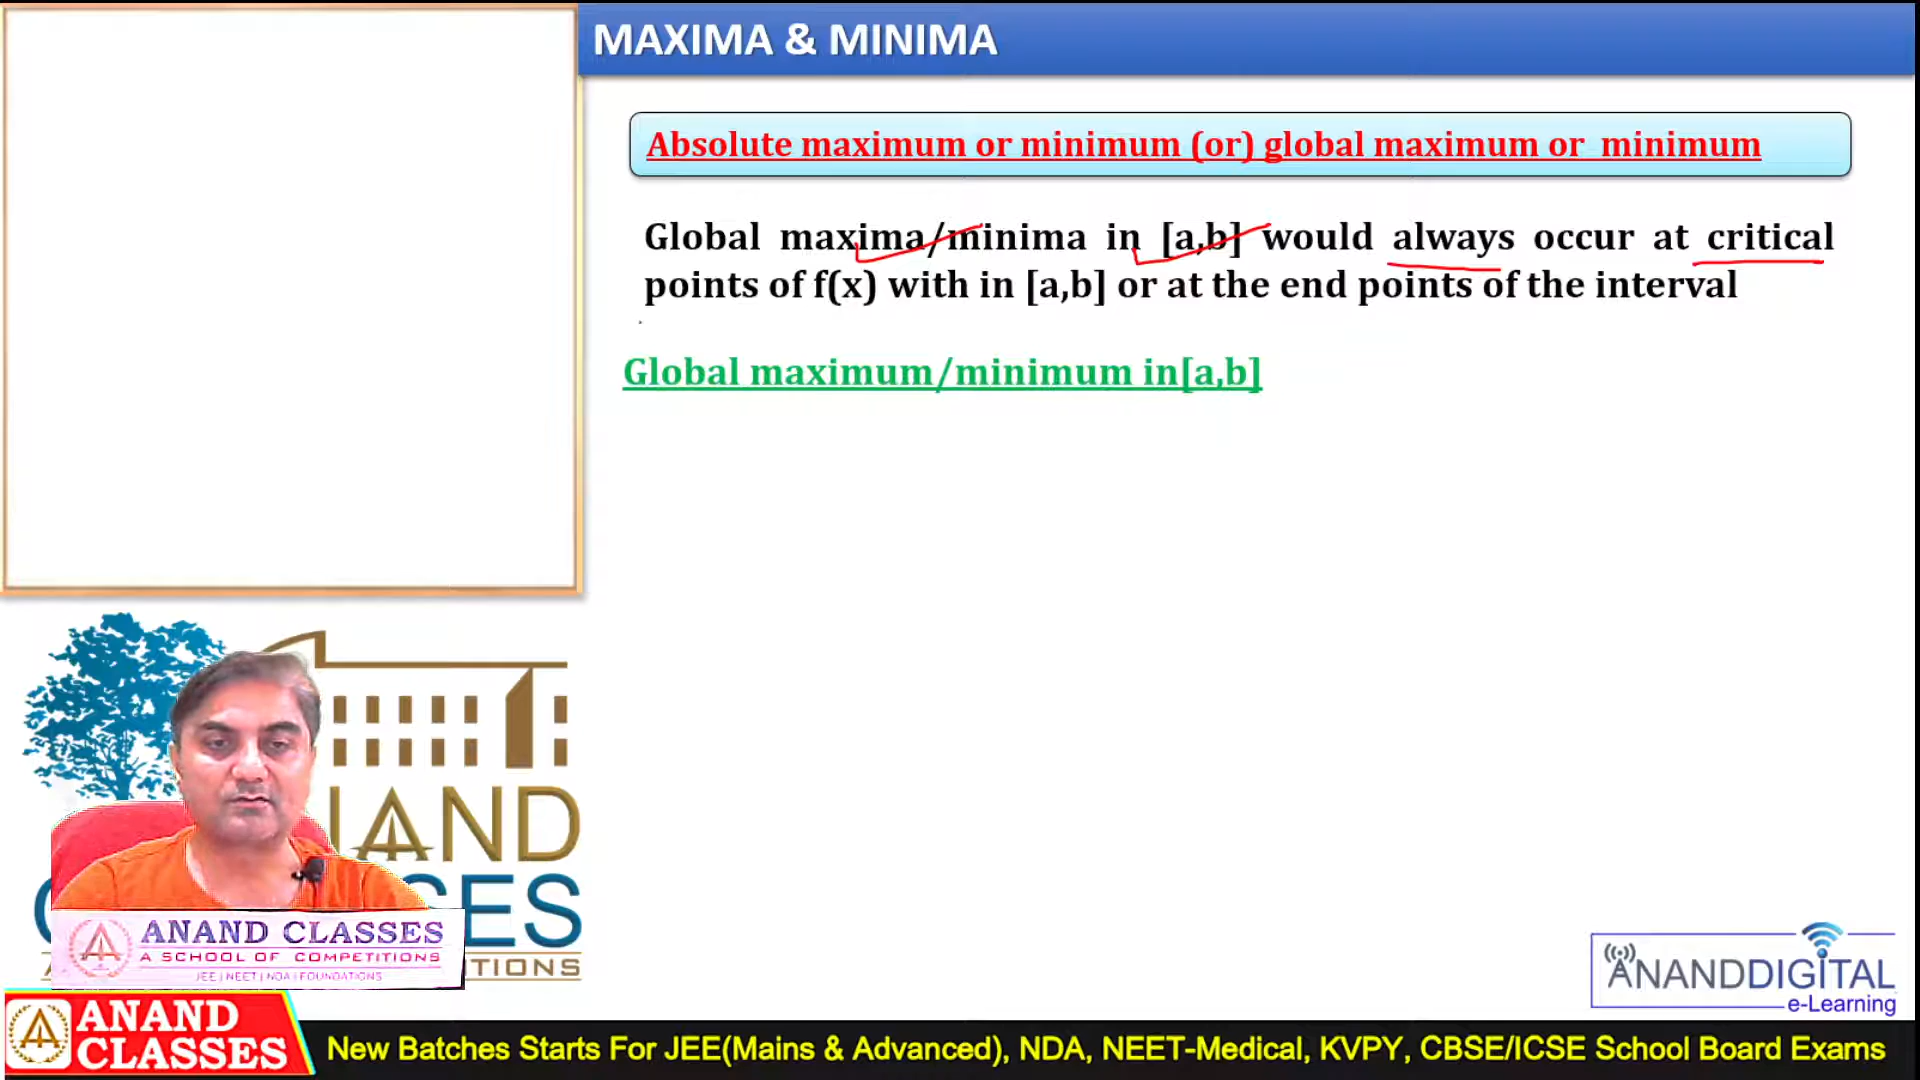 MAXIMA & MINIMA
Absolute maximum or minimum (or) global maximum or minimum
Global maxima/minima in [a,b] would always occur at critical
points of f(x) with in [a,b] or at the end points of the interval
Global maximum/minimum in[a,b]
AND
SES
TIONS
ANAND CLASSES
A SCHOOL OF COMPETITIONS
JEE | NEET | NDA | FOUNDATIONS
ANANDDIGITAL
e-Learning
ANAND
CLASSES
New Batches Starts For JEE(Mains & Advanced), NDA, NEET-Medical, KVPY, CBSE/ICSE School Board Exams